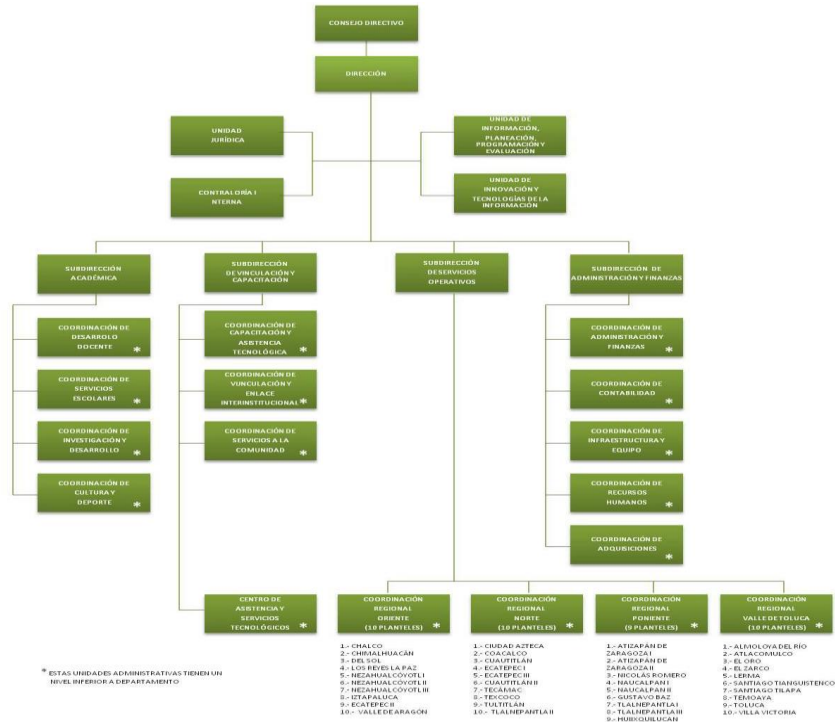 CONSEJO DIRECTIVO
DIRECCIÓN
UNIDAD
JURÍDICA
UNIDAD DE
INFORMACIÓN,
PLANEACIÓN,
PROGRAMACIÓN Y
EVALUACIÓN
CONTRALORÍA I
NTERNA
UNIDAD DE
INNOVACIÓN Y
TECNOLOGÍAS DE LA
INFORMACIÓN
SUBDIRECCIÓN
ACADÉMICA
SUBDIRECCIÓN
DE VINCULACIÓN Y
CAPACITACIÓN
SUBDIRECCIÓN
DE SERVICIOS
OPERATIVOS
SUBDIRECCIÓN DE
ADMINISTRACIÓN Y FINANZAS
COORDINACIÓN DE
DESARROLO
DOCENTE *
COORDINACIÓN DE
SERVICIOS
ESCOLARES *
COORDINACIÓN DE
INVESTIGACIÓN Y
DESARROLLO *
COORDINACIÓN DE
CULTURA Y
DEPORTE *
COORDINACIÓN DE
CAPACITACIÓN Y
ASISTENCIA
TECNOLÓGICA *
COORDINACIÓN DE
VINCULACIÓN Y
ENLACE
INTERINSTITUCIONAL *
COORDINACIÓN DE
SERVICIOS A LA
COMUNIDAD *
CENTRO DE
ASISTENCIA Y
SERVICIOS
TECNOLÓGICOS *
COORDINACIÓN DE
ADMINISTRACIÓN Y
FINANZAS *
COORDINACIÓN DE
CONTABILIDAD *
COORDINACIÓN DE
INFRAESTRUCTURA Y
EQUIPO *
COORDINACIÓN DE
RECURSOS
HUMANOS *
COORDINACIÓN DE
ADQUISICIONES *
COORDINACIÓN
REGIONAL
ORIENTE
(10 PLANTELES) *
1.- CHALCO
2.- CHIMALHUACÁN
3.- DEL SOL
4.- LOS REYES LA PAZ
5.- NEZAHUALCÓYOTL I
6.- NEZAHUALCÓYOTL II
7.- NEZAHUALCÓYOTL III
8.- IZTAPALUCA
9.- ECATEPEC II
10.- VALLE DE ARAGÓN
COORDINACIÓN
REGIONAL
NORTE
(10 PLANTELES) *
1.- CIUDAD AZTECA
2.- COACALCO
3.- CUAUTITLÁN
4.- ECATEPEC I
5.- ECATEPEC III
6.- CUAUTITLÁN II
7.- TECÁMAC
8.- TEXCOCO
9.- TULTITLÁN
10.- TLALNEPANTLA II
COORDINACIÓN
REGIONAL
PONIENTE
(9 PLANTELES) *
1.- ATIZAPÁN DE
ZARAGOZA I
2.- ATIZAPÁN DE
ZARAGOZA II
3.- NICOLÁS ROMERO
4.- NAUCALPAN I
5.- NAUCALPAN II
6.- GUSTAVO BAZ
7.- TLALNEPANTLA I
8.- TLALNEPANTLA III
9.- HUIIXQUILUCAN
COORDINACIÓN
REGIONAL
VALLE DE TOLUCA
(10 PLANTELES) *
1.- ALMOLOYA DEL RÍO
2.- ATLACOMULCO
3.- EL ORO
4.- EL ZARCO
5.- LERMA
6.- SANTIAGO TIANGUISTENCO
7.- SANTIAGO TILAPA
8.- TEMOAYA
9.- TOLUCA
10.- VILLA VICTORIA
* ESTAS UNIDADES ADMINISTRATIVAS TIENEN UN
NIVEL INFERIOR A DEPARTAMENTO